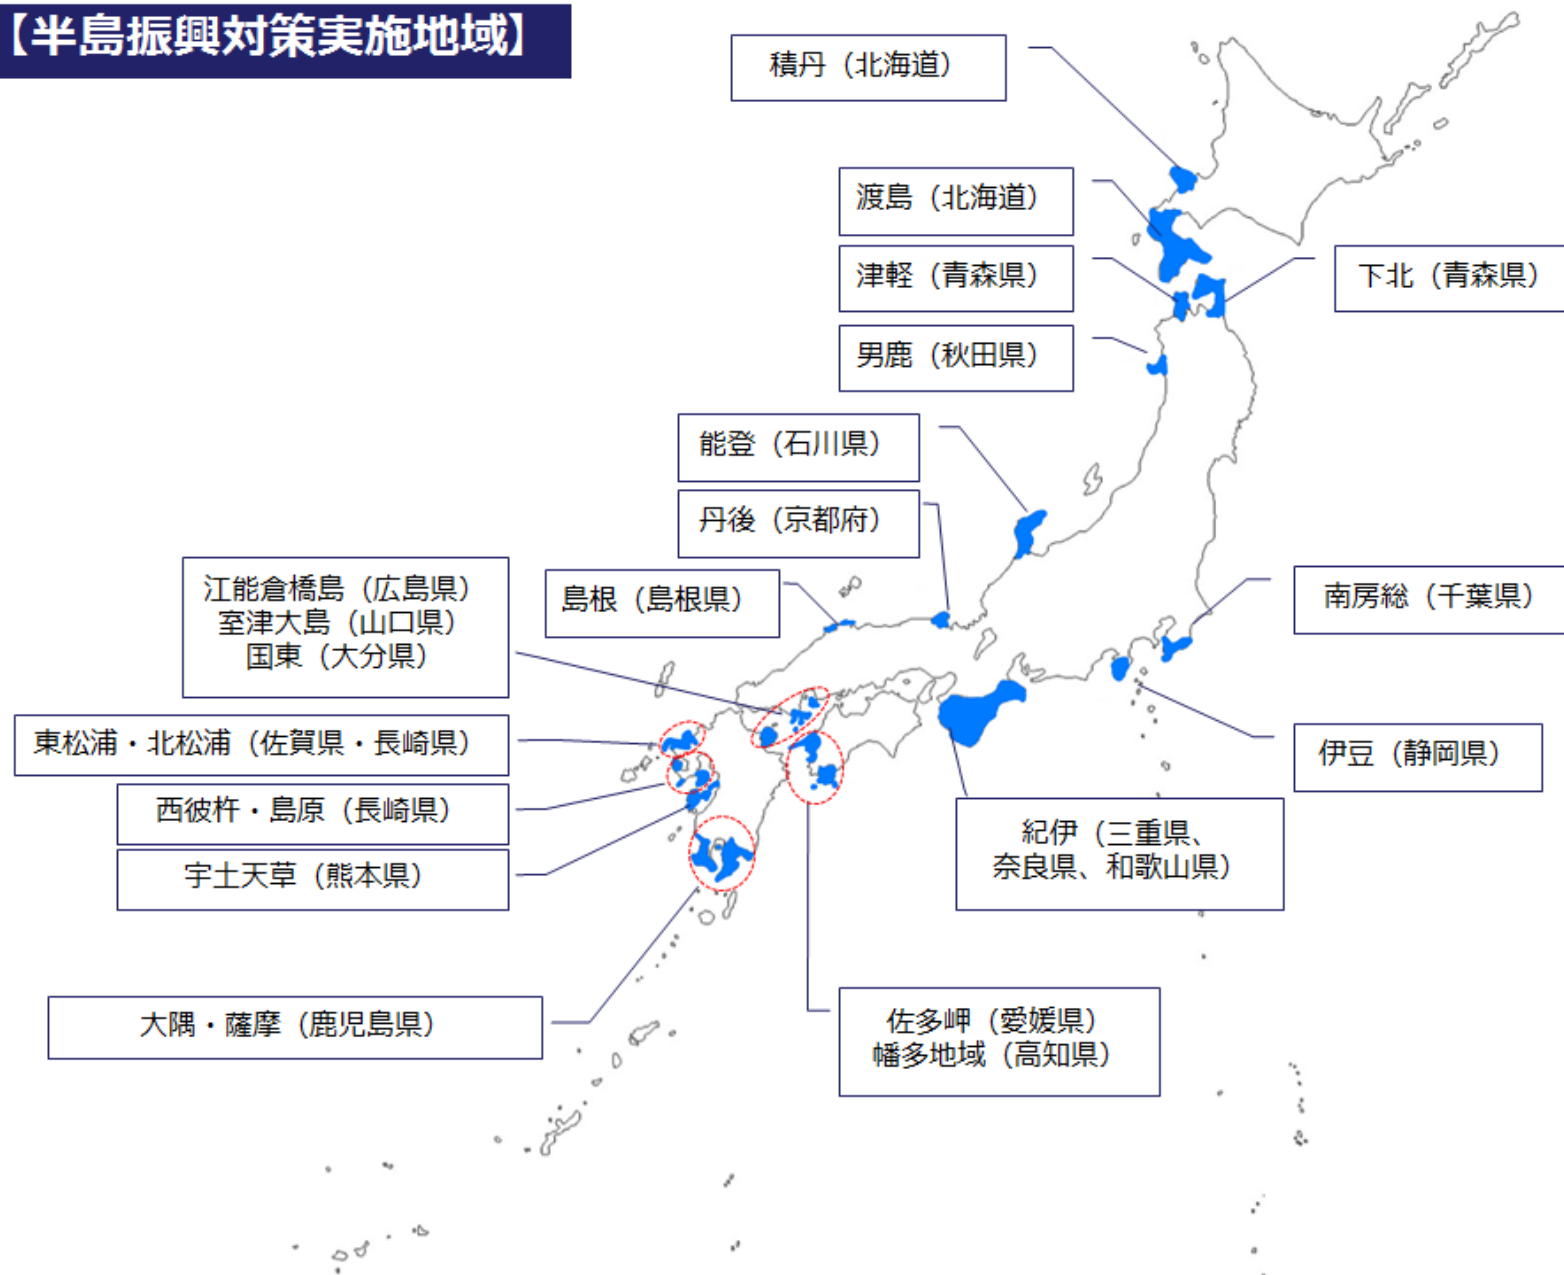 【半島振興対策実施地域】
積丹（北海道）
渡島（北海道）
津軽（青森県）
下北（青森県）
男鹿（秋田県）
能登（石川県）
丹後（京都府）
江能倉橋島（広島県）
室津大島（山口県）
国東（大分県）
島根（島根県）
南房総（千葉県）
東松浦・北松浦（佐賀県・長崎県）
伊豆（静岡県）
西彼杵・島原（長崎県）
宇土天草（熊本県）
紀伊（三重県、
奈良県、和歌山県）
大隅・薩摩（鹿児島県）
佐多岬（愛媛県）
幡多地域（高知県）